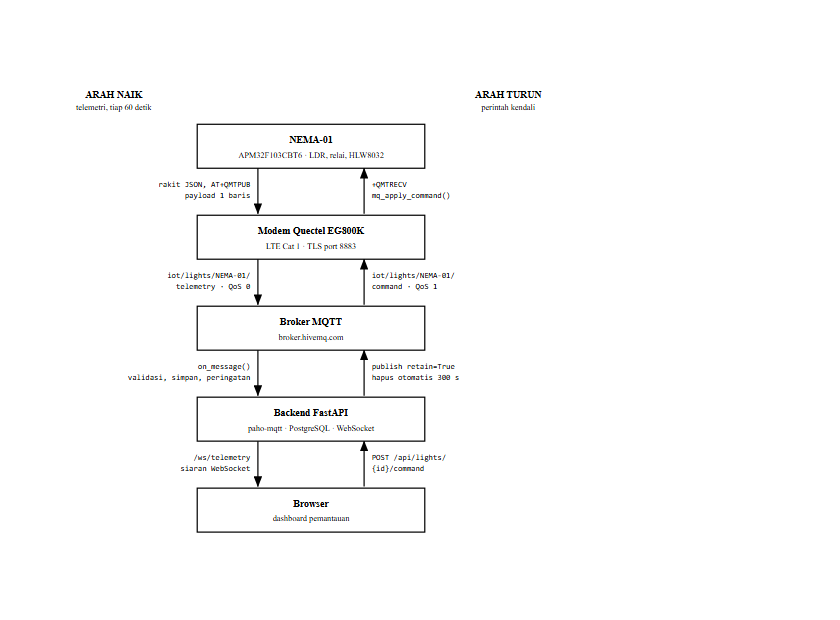 ARAH NAIK
telemetri, tiap 60 detik
ARAH TURUN
perintah kendali
NEMA-01
APM32F103CBT6 · LDR, relai, HLW8032
rakit JSON, AT+QMTPUB
payload 1 baris
+QMTRECV
mq_apply_command()
Modem Quectel EG800K
LTE Cat 1 · TLS port 8883
iot/lights/NEMA-01/
telemetry · QoS 0
iot/lights/NEMA-01/
command · QoS 1
Broker MQTT
broker.hivemq.com
on_message()
validasi, simpan, peringatan
publish retain=True
hapus otomatis 300 s
Backend FastAPI
paho-mqtt · PostgreSQL · WebSocket
/ws/telemetry
siaran WebSocket
POST /api/lights/
{id}/command
Browser
dashboard pemantauan